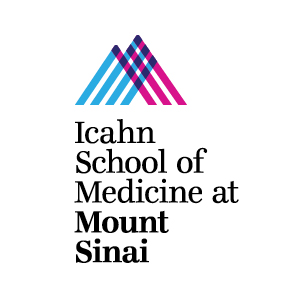 Icahn
School of
Medicine at
Mount
Sinai